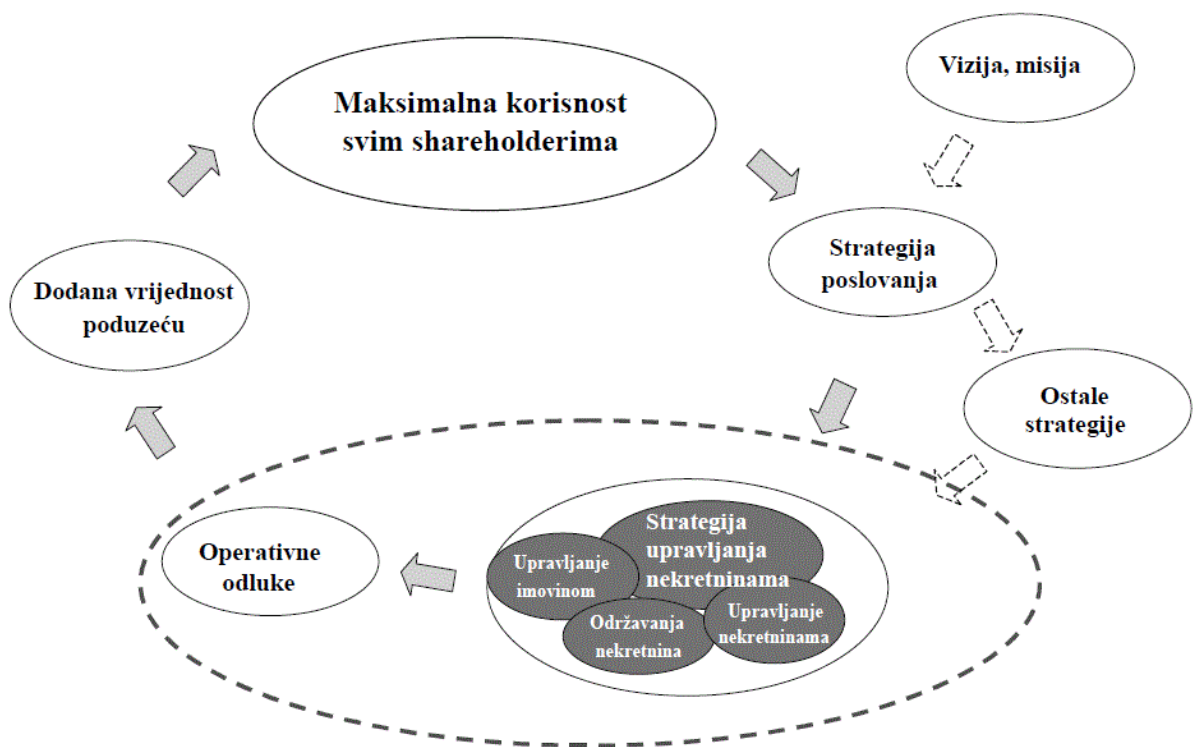 Maksimalna korisnost
svim shareholderima
Vizija, misija
Strategija
poslovanja
Dodana vrijednost
poduzeću
Ostale
strategije
Operativne
odluke
Strategija
upravljanja
nekretninama
Upravljanje
imovinom
Održavanja
nekretnina
Upravljanje
nekretninama